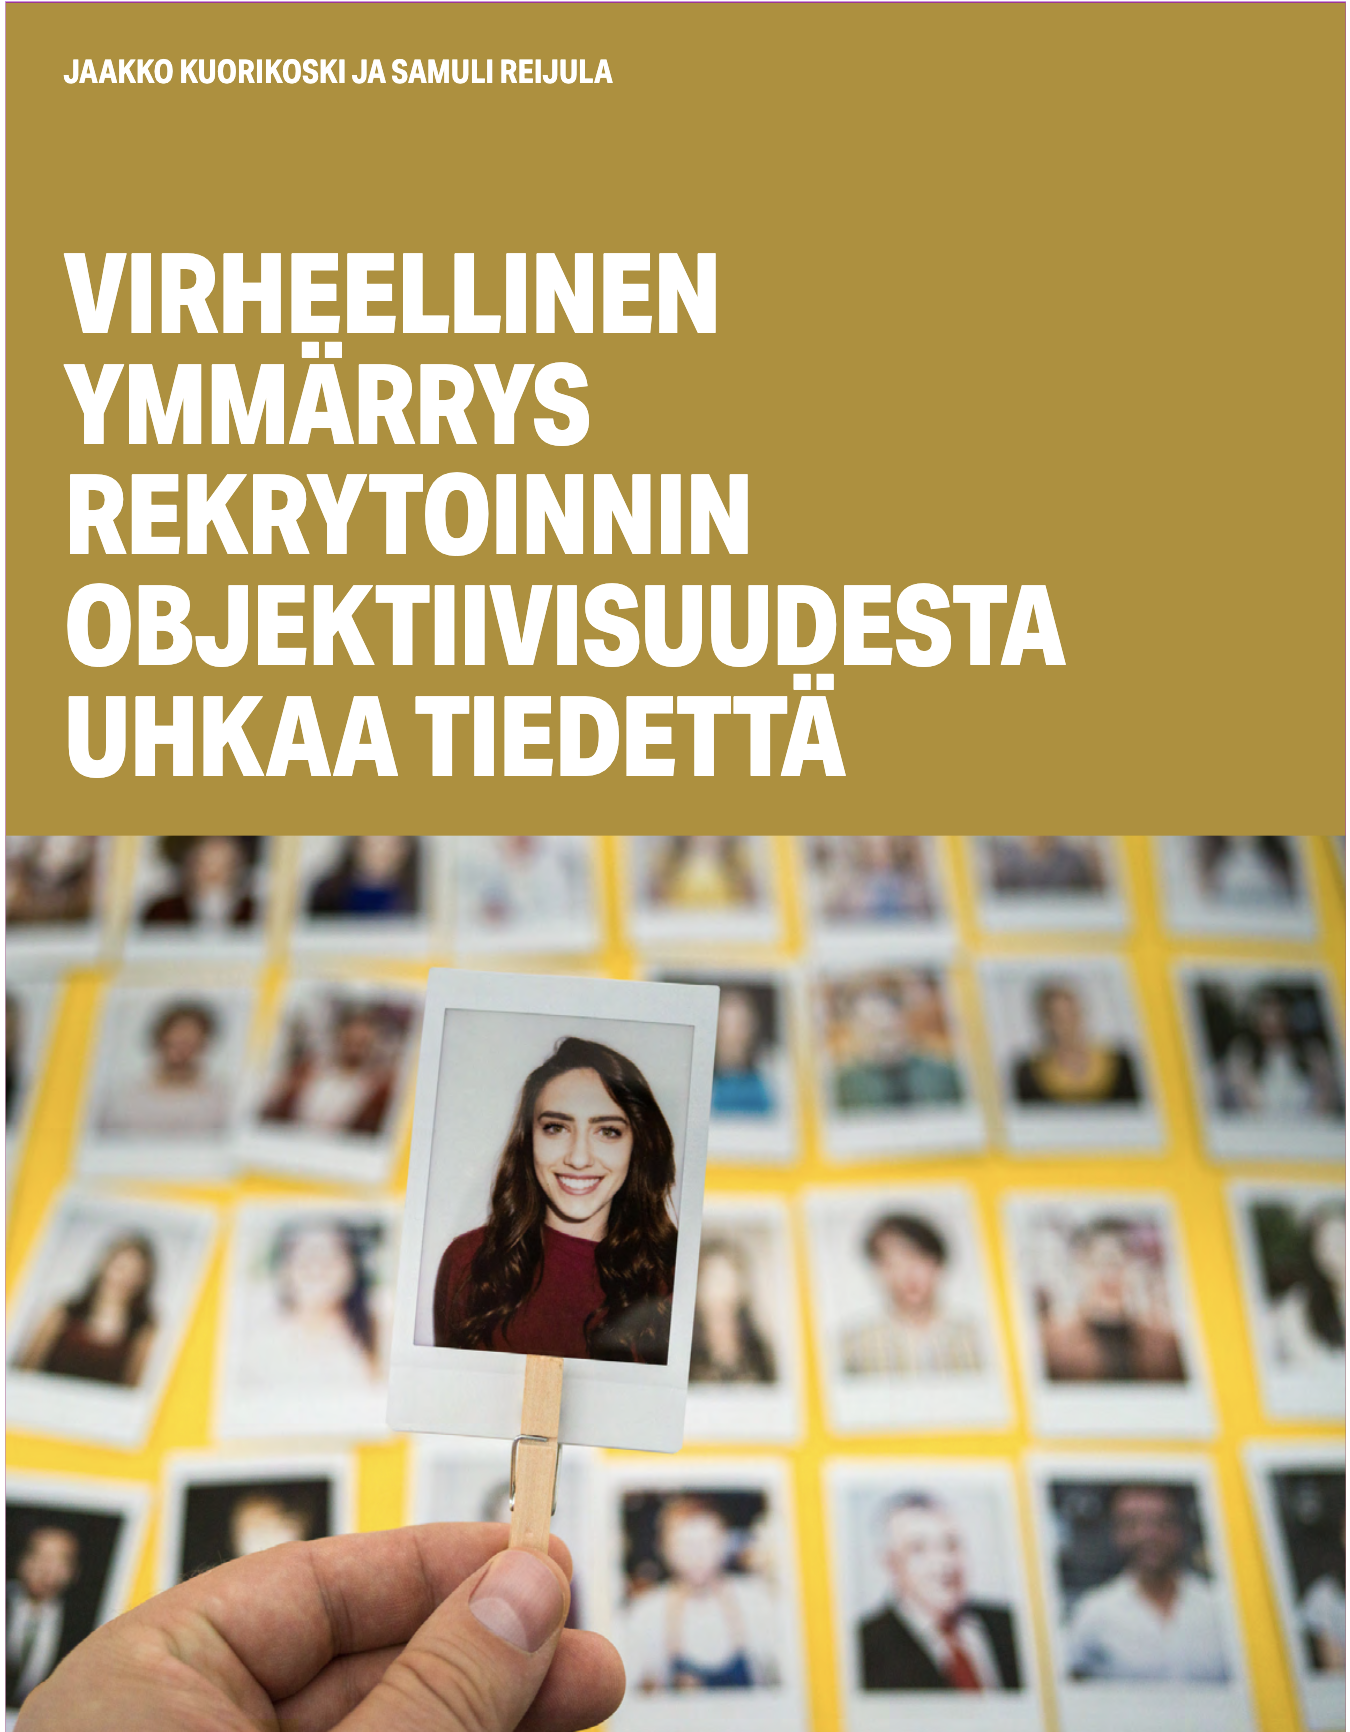 JAAKKO KUORIKOSKI JA SAMULI REIJULA
VIRHEELLINEN
YMMÄRRYS
REKRYTOINNIN
OBJEKTIIVISUUDESTA
UHKAA TIEDETTÄ